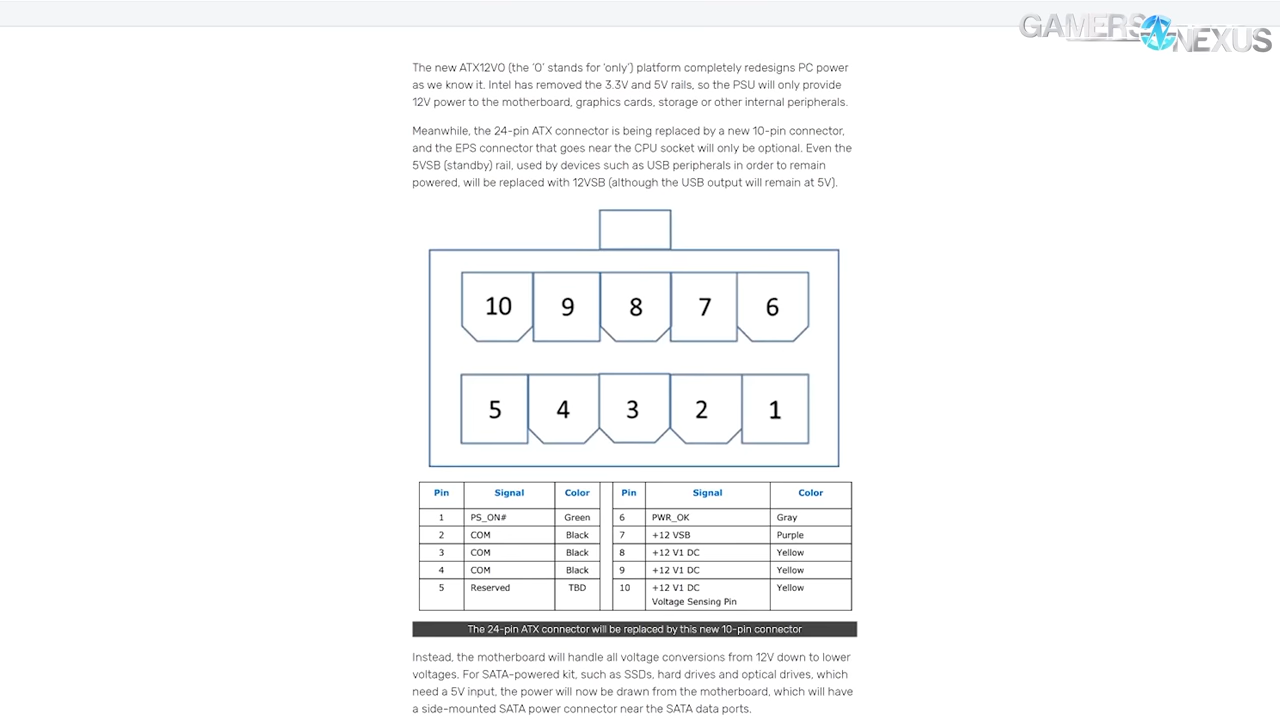 GAMERS NEXUS
The new ATX12VO (the ‘O’ stands for ‘only’) platform completely redesigns PC power
as we know it. Intel has removed the 3.3V and 5V rails, so the PSU will only provide
12V power to the motherboard, graphics cards, storage or other internal peripherals.
Meanwhile, the 24-pin ATX connector is being replaced by a new 10-pin connector,
and the EPS connector that goes near the CPU socket will only be optional. Even the
5VSB (standby) rail, used by devices such as USB peripherals in order to remain
powered, will be replaced with 12VSB (although the USB output will remain at 5V).
10 9 8 7 6
5 4 3 2 1
Pin Signal Color Pin Signal Color
1 PS_ON# Green 6 PWR_OK Gray
2 COM Black 7 +12 VSB Purple
3 COM Black 8 +12 V1 DC Yellow
4 COM Black 9 +12 V1 DC Yellow
5 Reserved TBD 10 +12 V1 DC Yellow
Voltage Sensing Pin
The 24-pin ATX connector will be replaced by this new 10-pin connector
Instead, the motherboard will handle all voltage conversions from 12V down to lower
voltages. For SATA-powered kit, such as SSDs, hard drives and optical drives, which
need a 5V input, the power will now be drawn from the motherboard, which will have
a side-mounted SATA power connector near the SATA data ports.